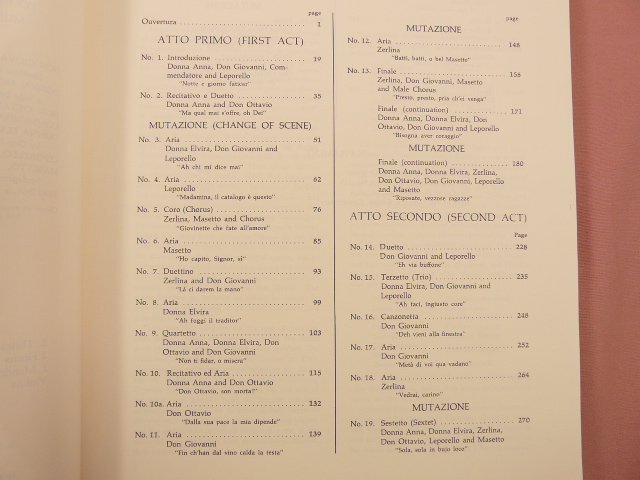 page
Ouvertura 1
ATTO PRIMO (FIRST ACT)
No. 1. Introduzione 19
Donna Anna, Don Giovanni, Com-
mendatore and Leporello
"Notte e giorno faticar"
No. 2. Recitativo e Duetto 35
Donna Anna and Don Ottavio
"Ma qual mai s'offre, oh Dei"
MUTAZIONE (CHANGE OF SCENE)
No. 3. Aria 51
Donna Elvira, Don Giovanni and
Leporello
"Ah chi mi dice mai"
No. 4. Aria 62
Leporello
"Madamina, il catalogo è questo"
No. 5. Coro (Chorus) 76
Zerlina, Masetto and Chorus
"Giovinette che fate all'amore"
No. 6. Aria 85
Masetto
"Ho capito, Signor, sì"
No. 7. Duettino 93
Zerlina and Don Giovanni
"Là ci darem la mano"
No. 8. Aria 99
Donna Elvira
"Ah fuggi il traditor"
No. 9. Quartetto 103
Donna Anna, Donna Elvira, Don
Ottavio and Don Giovanni
"Non ti fidar, o misera"
No. 10. Recitativo ed Aria 115
Donna Anna and Don Ottavio
"Don Ottavio, son morta!"
No. 10a. Aria 132
Don Ottavio
"Dalla sua pace la mia dipende"
No. 11. Aria 139
Don Giovanni
"Fin ch'han dal vino calda la testa"
page
MUTAZIONE
No. 12. Aria 148
Zerlina
"Batti, batti, o bel Masetto"
No. 13. Finale 158
Zerlina, Don Giovanni, Masetto
and Male Chorus
"Presto, presto, pria ch'ei venga"
Finale (continuation) 171
Donna Anna, Donna Elvira, Don
Ottavio, Don Giovanni and Leporello
"Bisogna aver coraggio"
MUTAZIONE
Finale (continuation) 180
Donna Anna, Donna Elvira, Zerlina,
Don Ottavio, Don Giovanni, Leporello
and Masetto
"Riposate, vezzose ragazze"
ATTO SECONDO (SECOND ACT)
Page
No. 14. Duetto 228
Don Giovanni and Leporello
"Eh via buffone"
No. 15. Terzetto (Trio) 235
Donna Elvira, Don Giovanni and
Leporello
"Ah taci, ingiusto core"
No. 16. Canzonetta 248
Don Giovanni
"Deh vieni alla finestra"
No. 17. Aria 252
Don Giovanni
"Metà di voi qua vadano"
No. 18. Aria 264
Zerlina
"Vedrai, carino"
MUTAZIONE
No. 19. Sestetto (Sextet) 270
Donna Anna, Donna Elvira, Zerlina,
Don Ottavio, Leporello and Masetto
"Sola, sola in bujo loco"